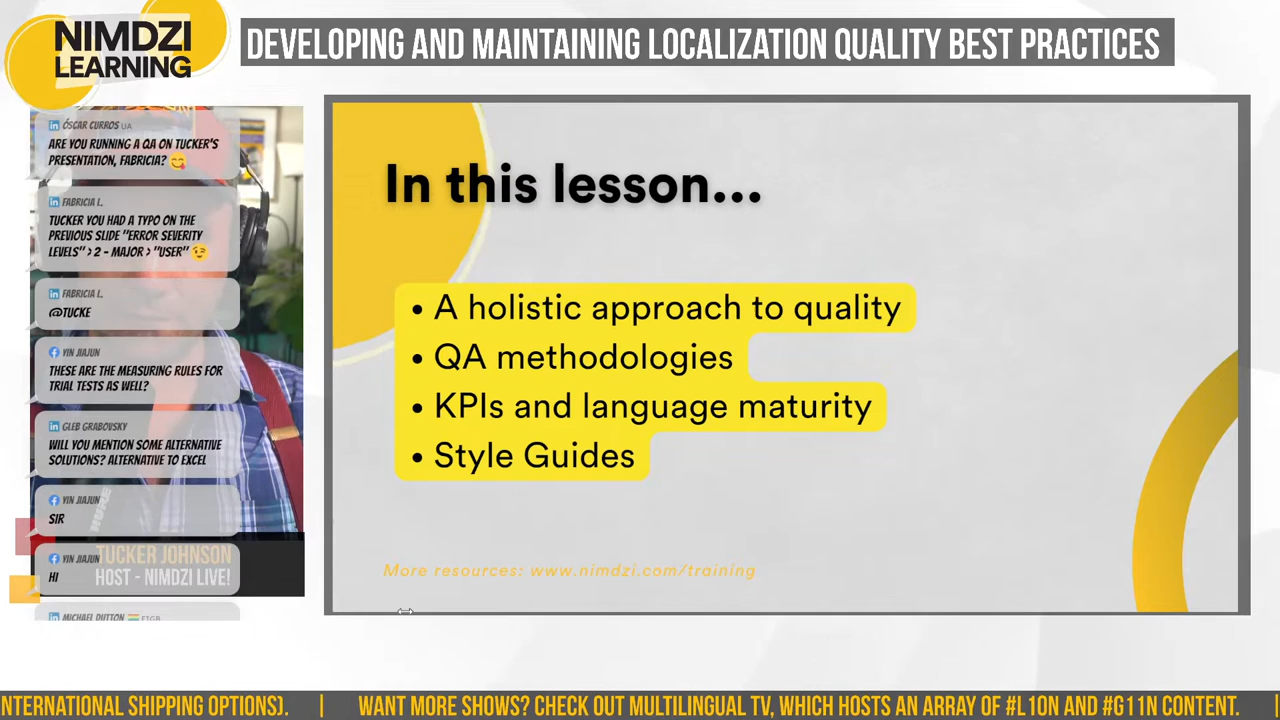 NIMDZI
LEARNING
DEVELOPING AND MAINTAINING LOCALIZATION QUALITY BEST PRACTICES
ÓSCAR CURROS UA
ARE YOU RUNNING A QA ON TUCKER'S
PRESENTATION, FABRICIA? 😋
FABRICIA L.
TUCKER YOU HAD A TYPO ON THE
PREVIOUS SLIDE "ERROR SEVERITY
LEVELS" > 2 - MAJOR > "USER" 😉
FABRICIA L.
@TUCKE
YIN JIAJUN
THESE ARE THE MEASURING RULES FOR
TRIAL TESTS AS WELL?
GLEB GRABOVSKY
WILL YOU MENTION SOME ALTERNATIVE
SOLUTIONS? ALTERNATIVE TO EXCEL
YIN JIAJUN
SIR
YIN JIAJUN
HI
TUCKER JOHNSON
HOST - NIMDZI LIVE!
MICHAEL DUTTON
In this lesson...
• A holistic approach to quality
• QA methodologies
• KPIs and language maturity
• Style Guides
More resources: www.nimdzi.com/training
NTERNATIONAL SHIPPING OPTIONS). | WANT MORE SHOWS? CHECK OUT MULTILINGUAL TV, WHICH HOSTS AN ARRAY OF #L10N AND #G11N CONTENT. |